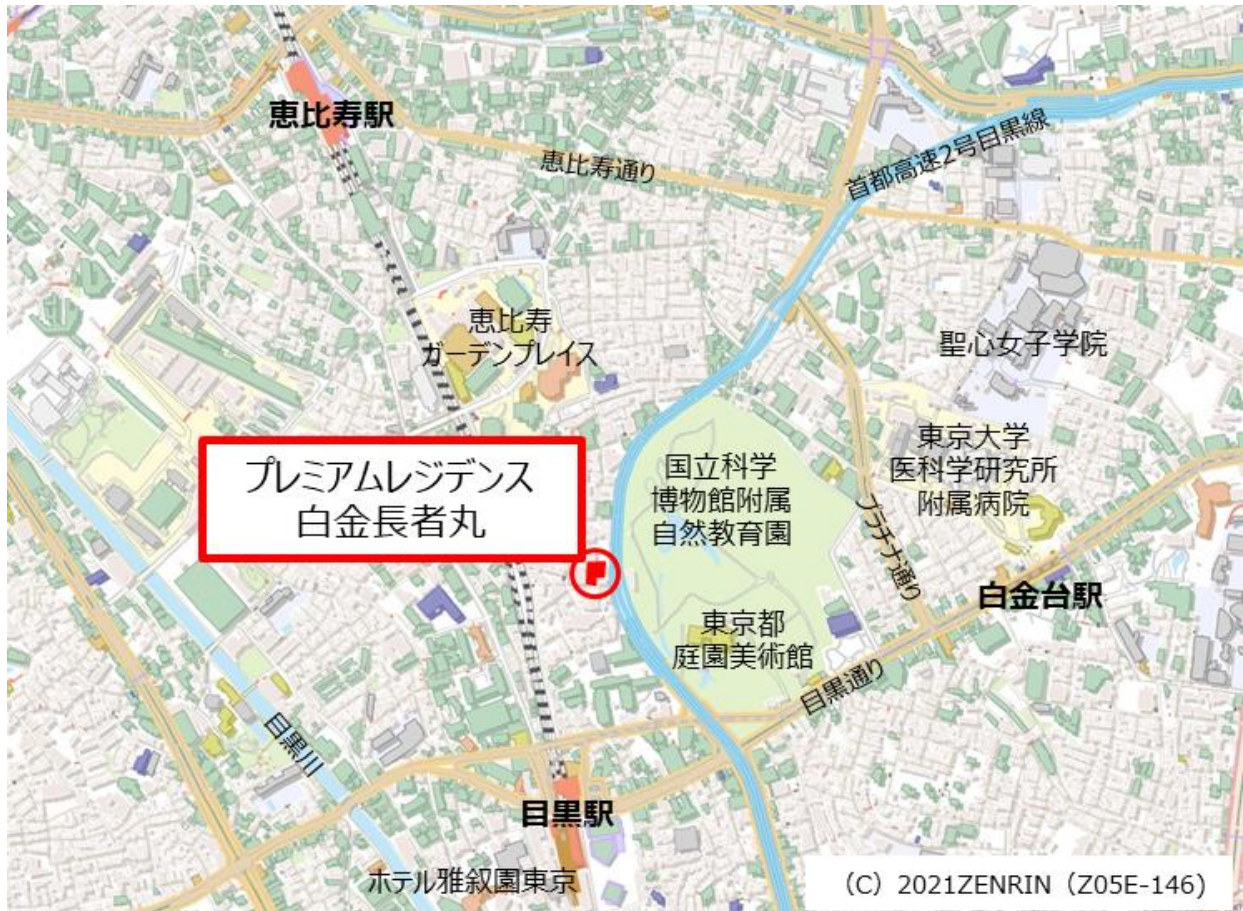 恵比寿駅
恵比寿通り
首都高速2号目黒線
恵比寿
ガーデンプレイス
聖心女子学院
プレミアムレジデンス
白金長者丸
国立科学
博物館附属
自然教育園
東京大学
医科学研究所
附属病院
プラチナ通り
白金台駅
東京都
庭園美術館
目黒通り
目黒川
目黒駅
ホテル雅叙園東京
(C) 2021ZENRIN (Z05E-146)